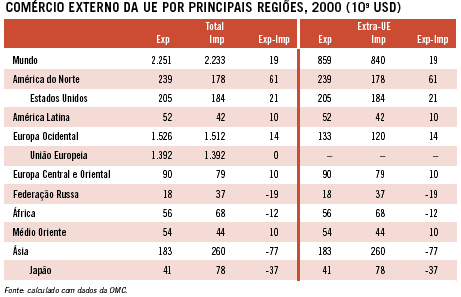 COMÉRCIO EXTERNO DA UE POR PRINCIPAIS REGIÕES, 2000 (10⁹ USD)
Total Extra-UE
Exp Imp Exp-Imp Exp Imp Exp-Imp
Mundo 2.251 2.233 19 859 840 19
América do Norte 239 178 61 239 178 61
Estados Unidos 205 184 21 205 184 21
América Latina 52 42 10 52 42 10
Europa Ocidental 1.526 1.512 14 133 120 14
União Europeia 1.392 1.392 0 – – –
Europa Central e Oriental 90 79 10 90 79 10
Federação Russa 18 37 -19 18 37 -19
África 56 68 -12 56 68 -12
Médio Oriente 54 44 10 54 44 10
Ásia 183 260 -77 183 260 -77
Japão 41 78 -37 41 78 -37
Fonte: calculado com dados da OMC.